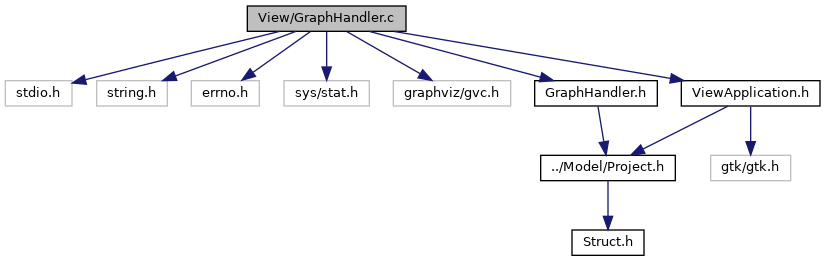 View/GraphHandler.c
stdio.h
string.h
errno.h
sys/stat.h
graphviz/gvc.h
GraphHandler.h
ViewApplication.h
../Model/Project.h
gtk/gtk.h
Struct.h